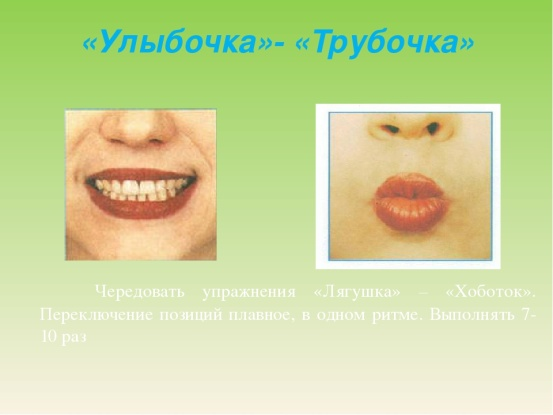 «Улыбочка»- «Трубочка»
Чередовать упражнения «Лягушка» – «Хоботок».
Переключение позиций плавное, в одном ритме. Выполнять 7-
10 раз